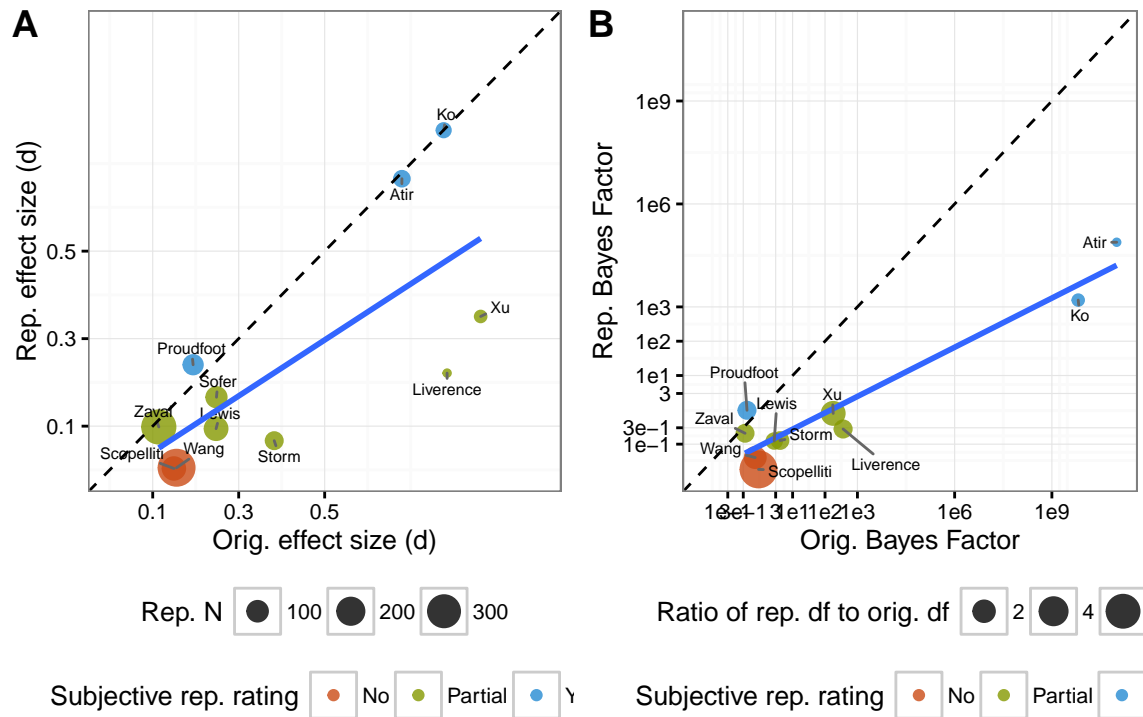 A
Rep. effect size (d)
0.5
0.3
0.1
Ko
Atir
Xu
Proudfoot
Sofer
Liverence
Zaval
Lewis
Scopelliti
Wang
Storm
0.1 0.3 0.5
Orig. effect size (d)
Rep. N 100 200 300
Subjective rep. rating No Partial
B
Rep. Bayes Factor
1e9
1e6
1e3
1e2
1e1
3
3e-1
1e-1
Atir
Ko
Proudfoot
Lewis
Xu
Zaval
Storm
Wang
Liverence
Scopelliti
3 1e1 1e2 1e3 1e6 1e9
Orig. Bayes Factor
Ratio of rep. df to orig. df 2 4
Subjective rep. rating No Partial